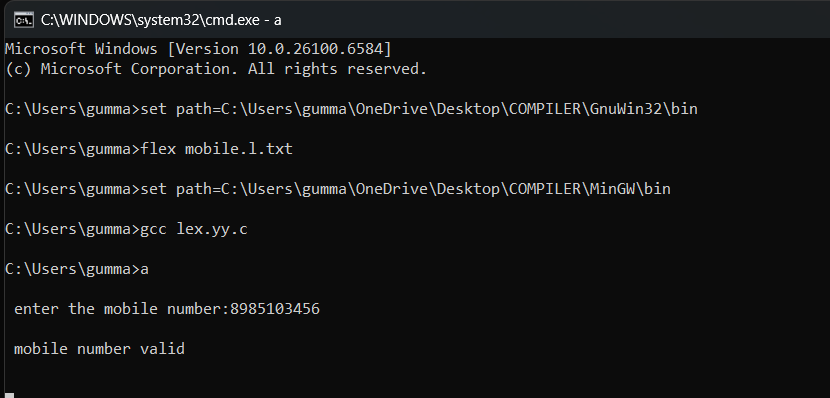 C:\WINDOWS\system32\cmd.exe - a
Microsoft Windows [Version 10.0.26100.6584]
(c) Microsoft Corporation. All rights reserved.
C:\Users\gumma>set path=C:\Users\gumma\OneDrive\Desktop\COMPILER\GnuWin32\bin
C:\Users\gumma>flex mobile.l.txt
C:\Users\gumma>set path=C:\Users\gumma\OneDrive\Desktop\COMPILER\MinGW\bin
C:\Users\gumma>gcc lex.yy.c
C:\Users\gumma>a
enter the mobile number:8985103456
mobile number valid